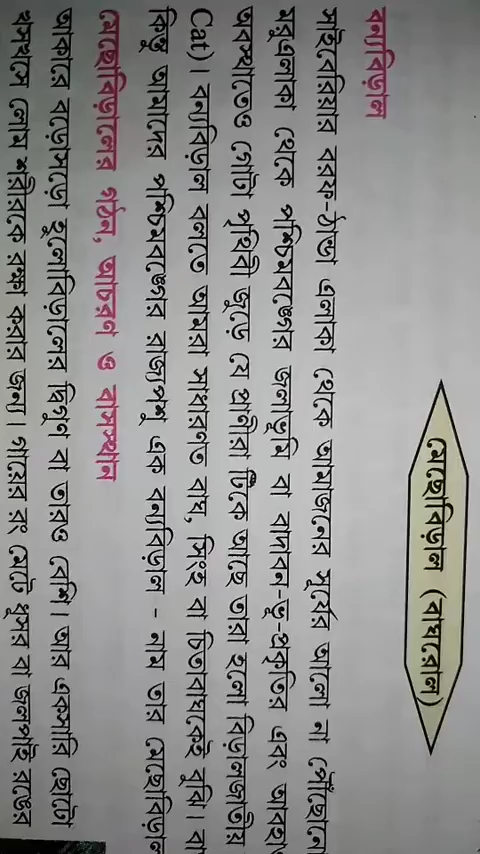 মেছোবিড়াল (বাঘরোল)
বন্যবিড়াল
সাইবেরিয়ার বরফ-ঠান্ডা এলাকা থেকে আমাজনের সূর্যের আলো না পৌঁছোনো
মরুএলাকা থেকে পশ্চিমবঙ্গের জলাভূমি বা বাদাবন-ভূ-প্রকৃতির এবং আবহাও
অবস্থাতেও গোটা পৃথিবী জুড়ে যে প্রাণীরা টিকে আছে তারা হলো বিড়ালজাতীয়
Cat)। বন্যবিড়াল বলতে আমরা সাধারণত বাঘ, সিংহ বা চিতাবাঘকেই বুঝি। বা
কিন্তু আমাদের পশ্চিমবঙ্গের রাজ্যপশু এক বন্যবিড়াল - নাম তার মেছোবিড়াল
মেছোবিড়ালের গঠন, আচরণ ও বাসস্থান
আকারে বড়োসড়ো হুলোবিড়ালের দ্বিগুণ বা তারও বেশি। আর একসারি ছোটো
খসখসে লোম শরীরকে রক্ষা করার জন্য। গায়ের রং মেটে ধূসর বা জলপাই রঙের